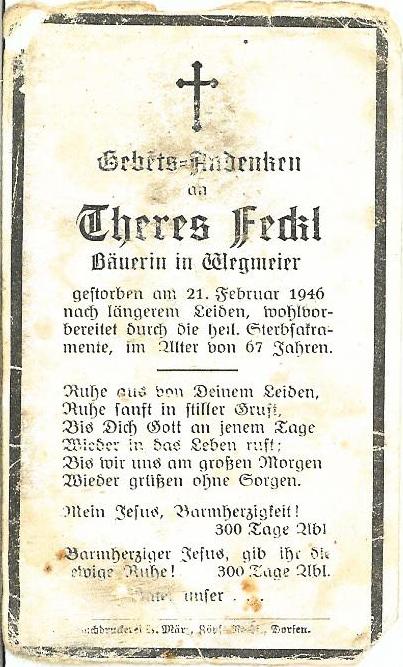 Gebets-Andenken
an
Theres Feckl
Bäuerin in Wegmeier
gestorben am 21. Februar 1946
nach längerem Leiden, wohlvor-
bereitet durch die heil. Sterbsakra-
mente, im Alter von 67 Jahren.
Ruhe aus von Deinem Leiden,
Ruhe sanft in stiller Gruft,
Bis Dich Gott an jenem Tage
Wieder in das Leben ruft;
Bis wir uns am großen Morgen
Wieder grüßen ohne Sorgen.
Mein Jesus, Barmherzigkeit!
300 Tage Abl
Barmherziger Jesus, gib ihr die
ewige Ruhe! 300 Tage Abl.
Vater unser . . .
Dorfen.